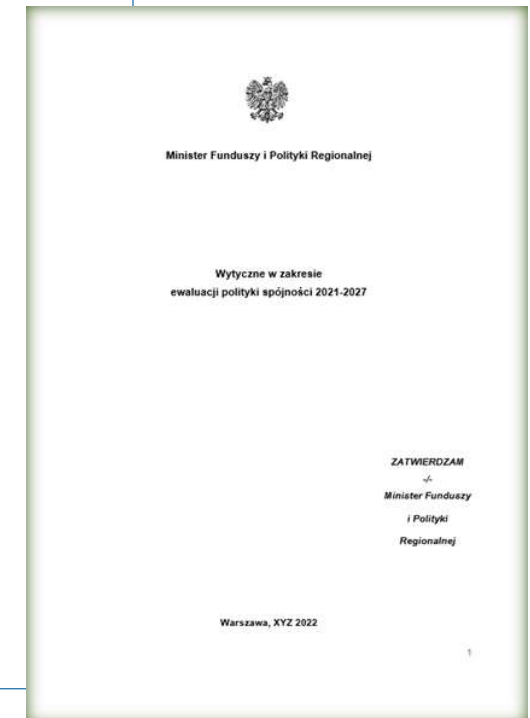 Minister Funduszy i Polityki Regionalnej
Wytyczne w zakresie
ewaluacji polityki spójności 2021-2027
ZATWIERDZAM
-/-
Minister Funduszy
i Polityki
Regionalnej
Warszawa, XYZ 2022
1